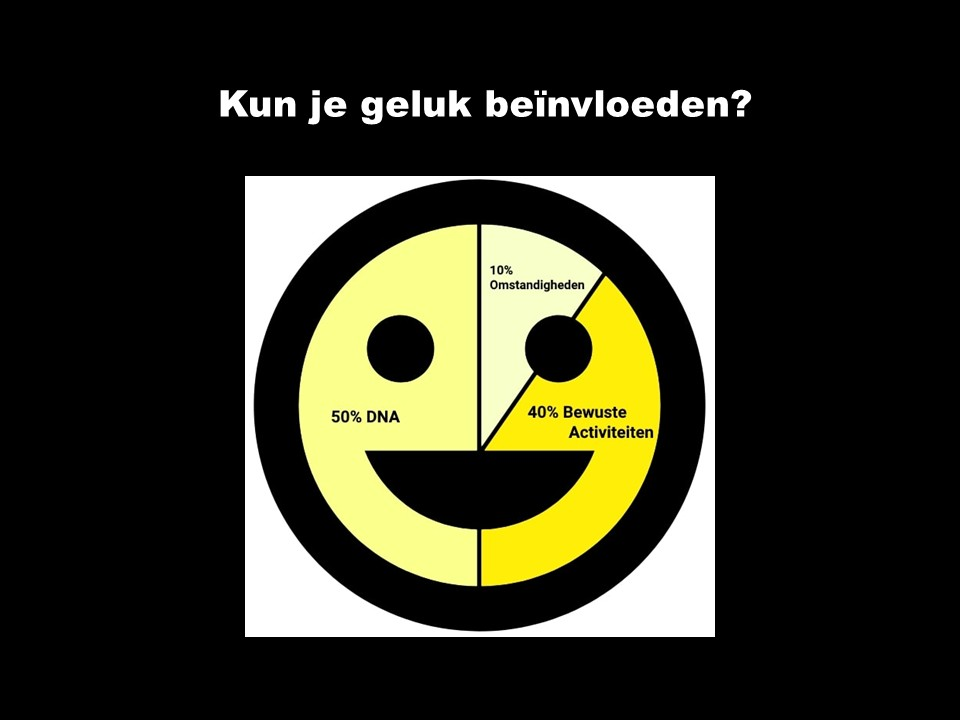 Kun je geluk beïnvloeden?
10%
Omstandigheden
50% DNA
40% Bewuste
Activiteiten